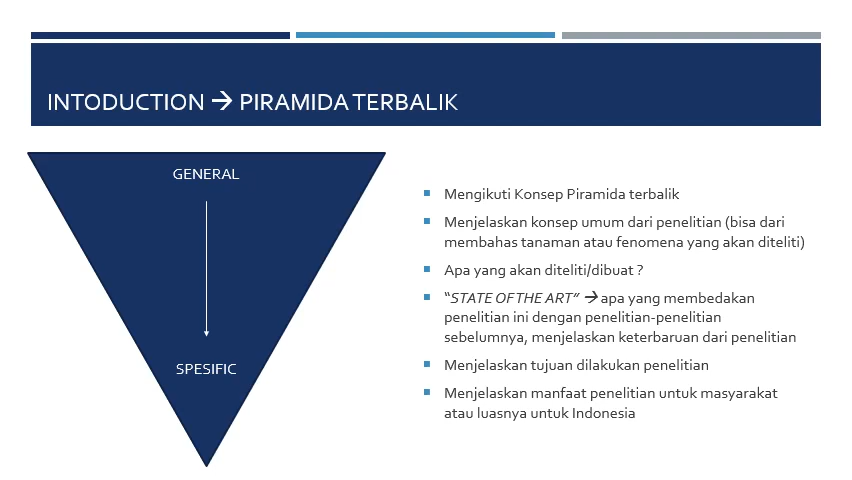 INTODUCTION → PIRAMIDA TERBALIK
GENERAL
SPESIFIC
▪ Mengikuti Konsep Piramida terbalik
▪ Menjelaskan konsep umum dari penelitian (bisa dari
membahas tanaman atau fenomena yang akan diteliti)
▪ Apa yang akan diteliti/dibuat ?
▪ “STATE OF THE ART” → apa yang membedakan
penelitian ini dengan penelitian-penelitian
sebelumnya, menjelaskan keterbaruan dari penelitian
▪ Menjelaskan tujuan dilakukan penelitian
▪ Menjelaskan manfaat penelitian untuk masyarakat
atau luasnya untuk Indonesia